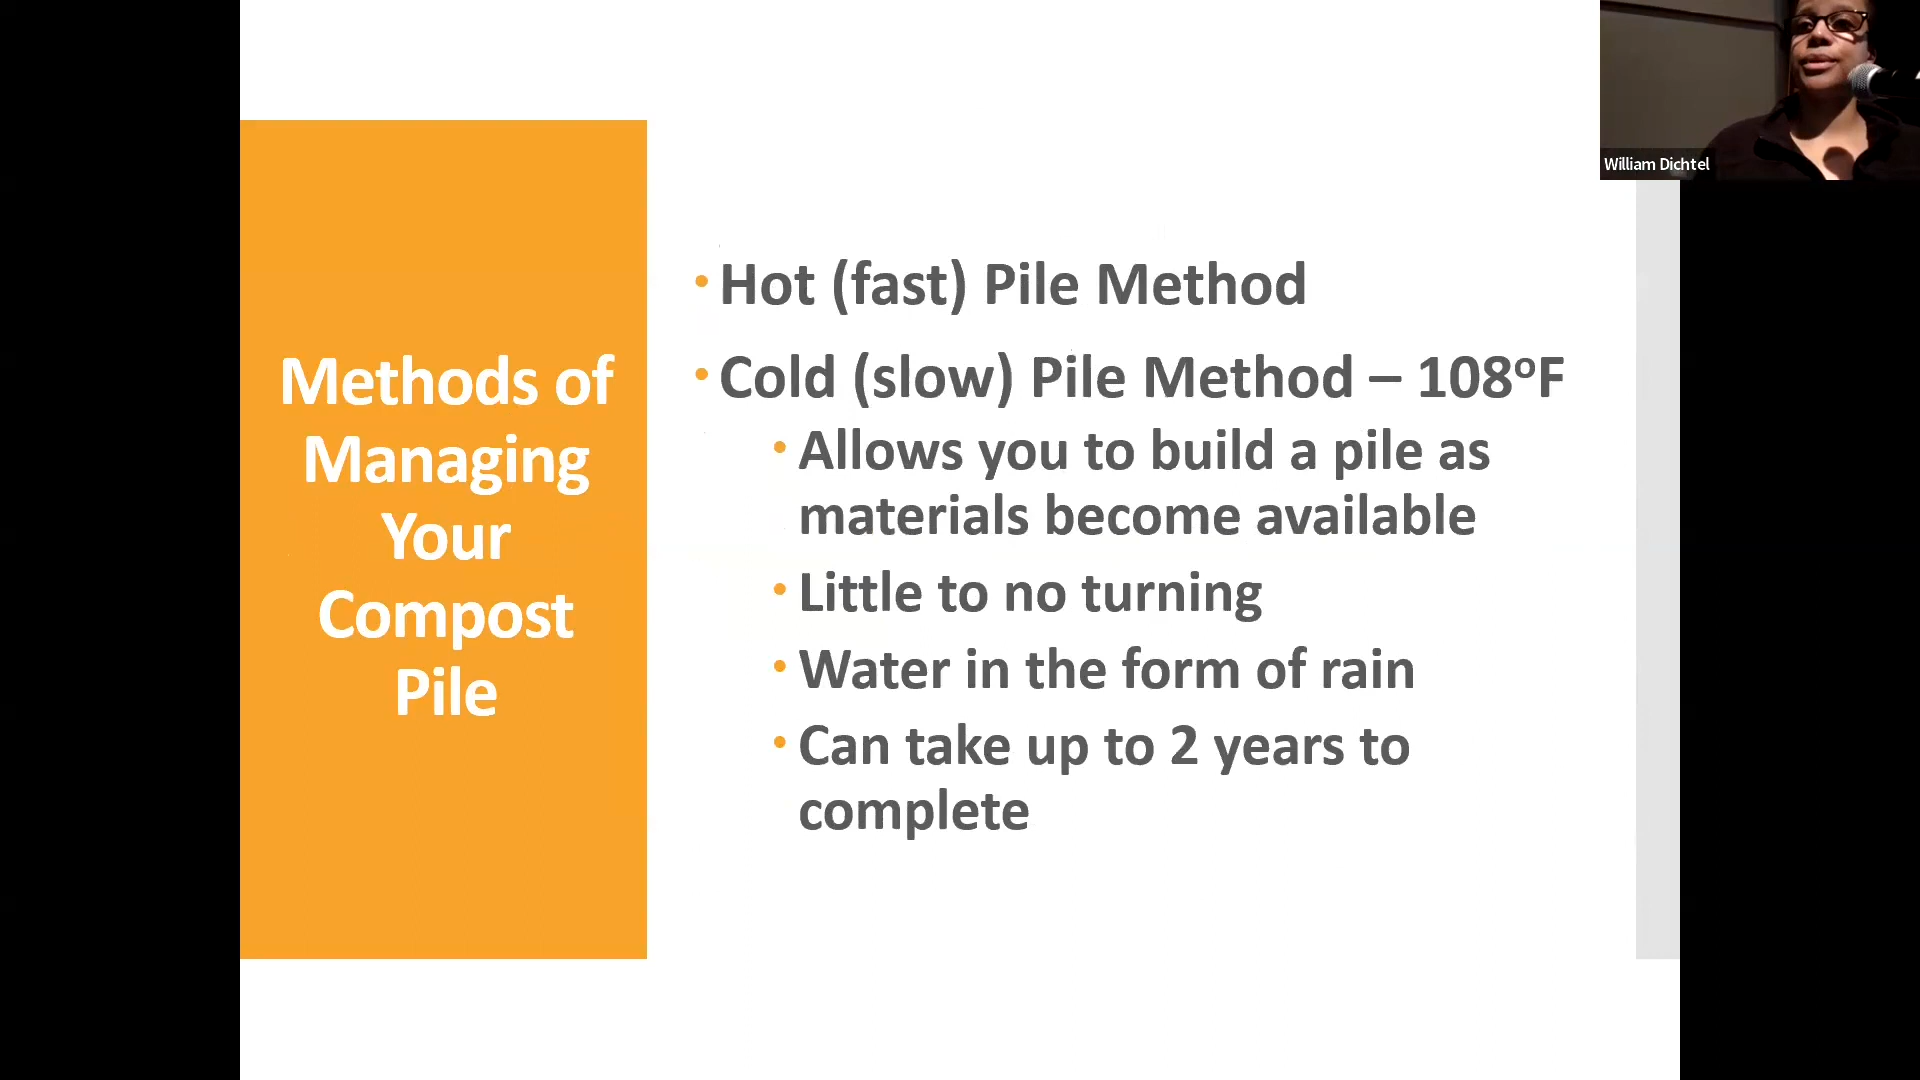 Methods of
Managing
Your
Compost
Pile
• Hot (fast) Pile Method
• Cold (slow) Pile Method – 108ºF
• Allows you to build a pile as
materials become available
• Little to no turning
• Water in the form of rain
• Can take up to 2 years to
complete
William Dichtel